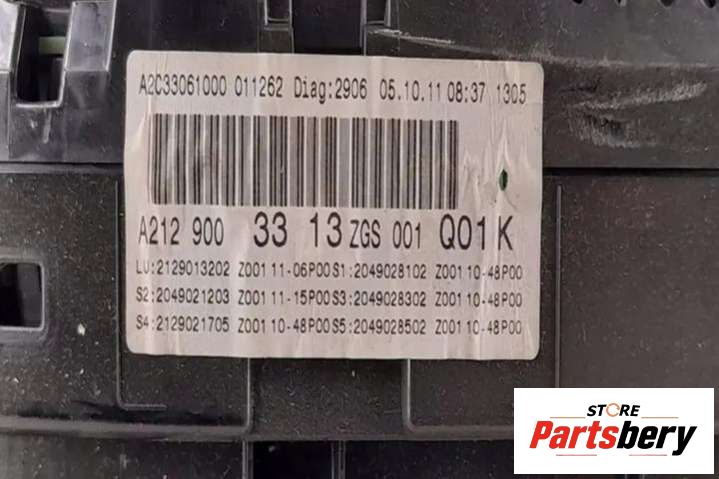 A2C33061000 011262 Diag:2906 05.10.11 08:37 1305
A212 900 33 13 ZGS 001 Q01K
LU:2129013202 Z001 11-06P00 S1:2049028102 Z001 10-48P00
S2:2049021203 Z001 11-15P00 S3:2049028302 Z001 10-48P00
S4:2129021705 Z001 10-48P00 S5:2049028502 Z001 10-48P00
STORE
Partsbery